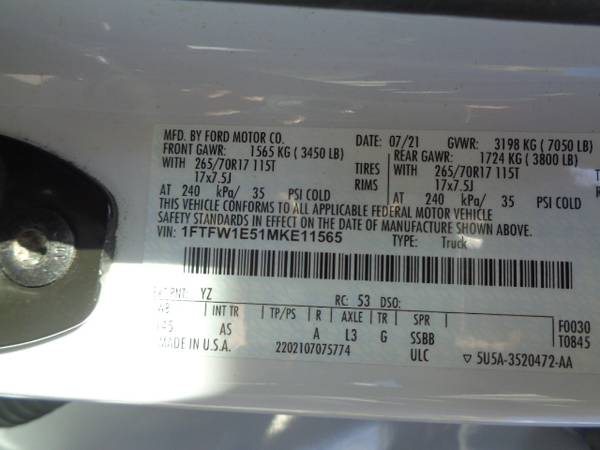 MFD. BY FORD MOTOR CO. DATE: 07/21 GVWR: 3198 KG ( 7050 LB)
FRONT GAWR: 1565 KG ( 3450 LB) REAR GAWR: 1724 KG ( 3800 LB)
WITH 265/70R17 115T TIRES WITH 265/70R17 115T TIRES
17x7.5J RIMS 17x7.5J RIMS
AT 240 kPa/ 35 PSI COLD AT 240 kPa/ 35 PSI COLD
THIS VEHICLE CONFORMS TO ALL APPLICABLE FEDERAL MOTOR VEHICLE
SAFETY STANDARDS IN EFFECT ON THE DATE OF MANUFACTURE SHOWN ABOVE.
VIN: 1FTFW1E51MKE11565 TYPE: Truck
PNT: YZ RC: 53 DSO:
WB INT TR TP/PS R AXLE TR SPR F0030
145 AS A L3 G SSBB T0845
MADE IN U.S.A. 2202107075774 ULC ▽ 5U5A-3520472-AA